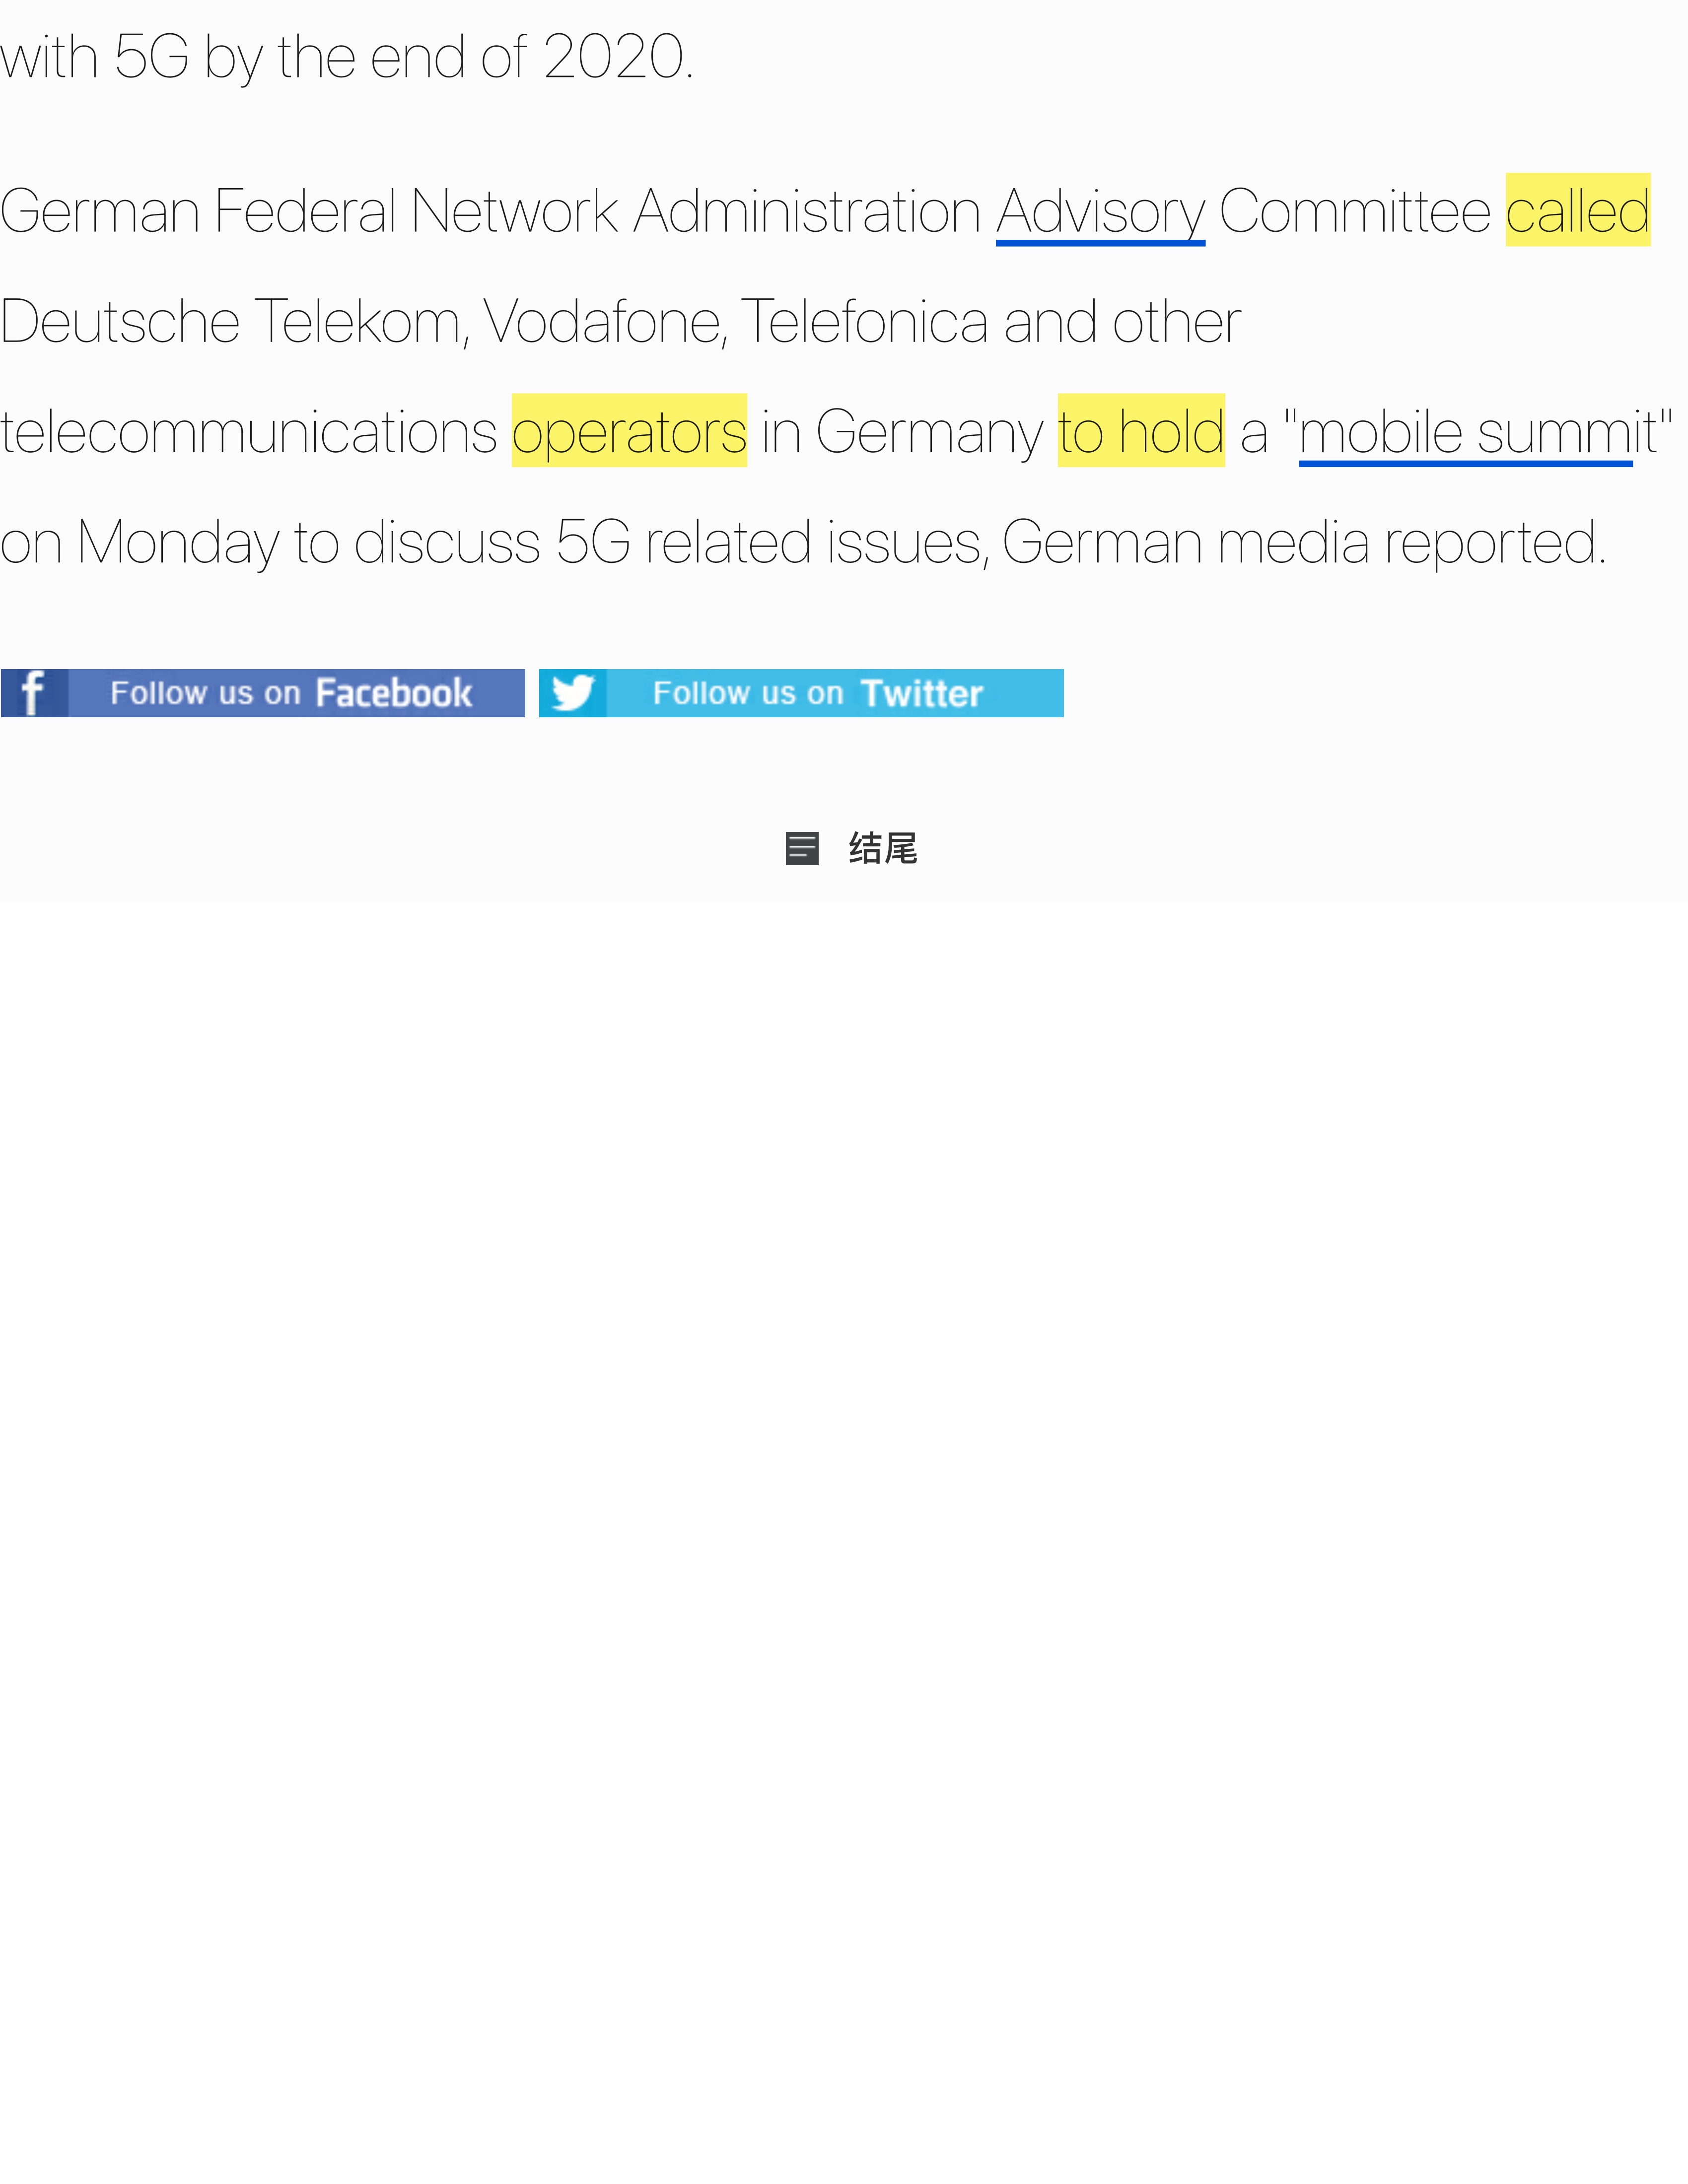 with 5G by the end of 2020.
German Federal Network Administration Advisory Committee called
Deutsche Telekom, Vodafone, Telefonica and other
telecommunications operators in Germany to hold a "mobile summit"
on Monday to discuss 5G related issues, German media reported.
f Follow us on Facebook Follow us on Twitter
结尾